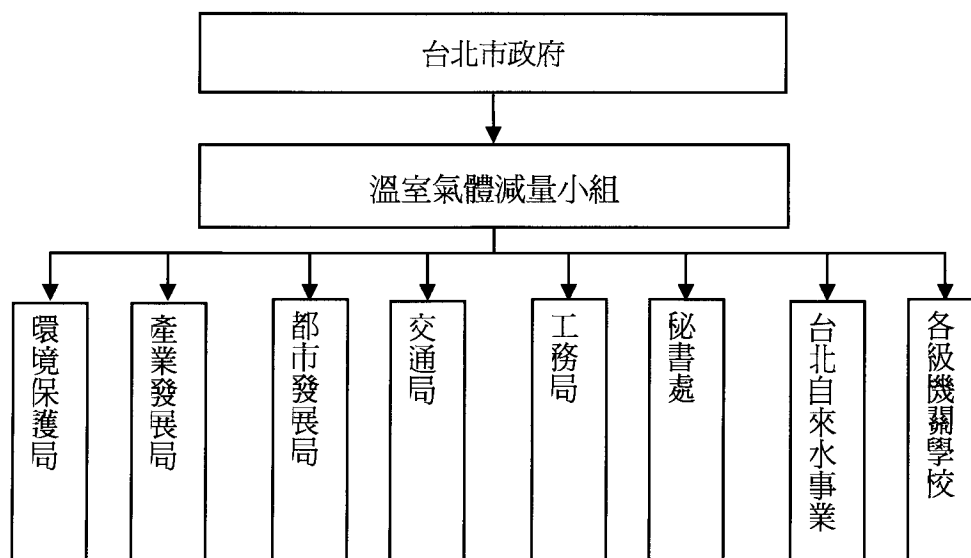 台北市政府
溫室氣體減量小組
環境保護局
產業發展局
都市發展局
交通局
工務局
秘書處
台北自來水事業
各級機關學校